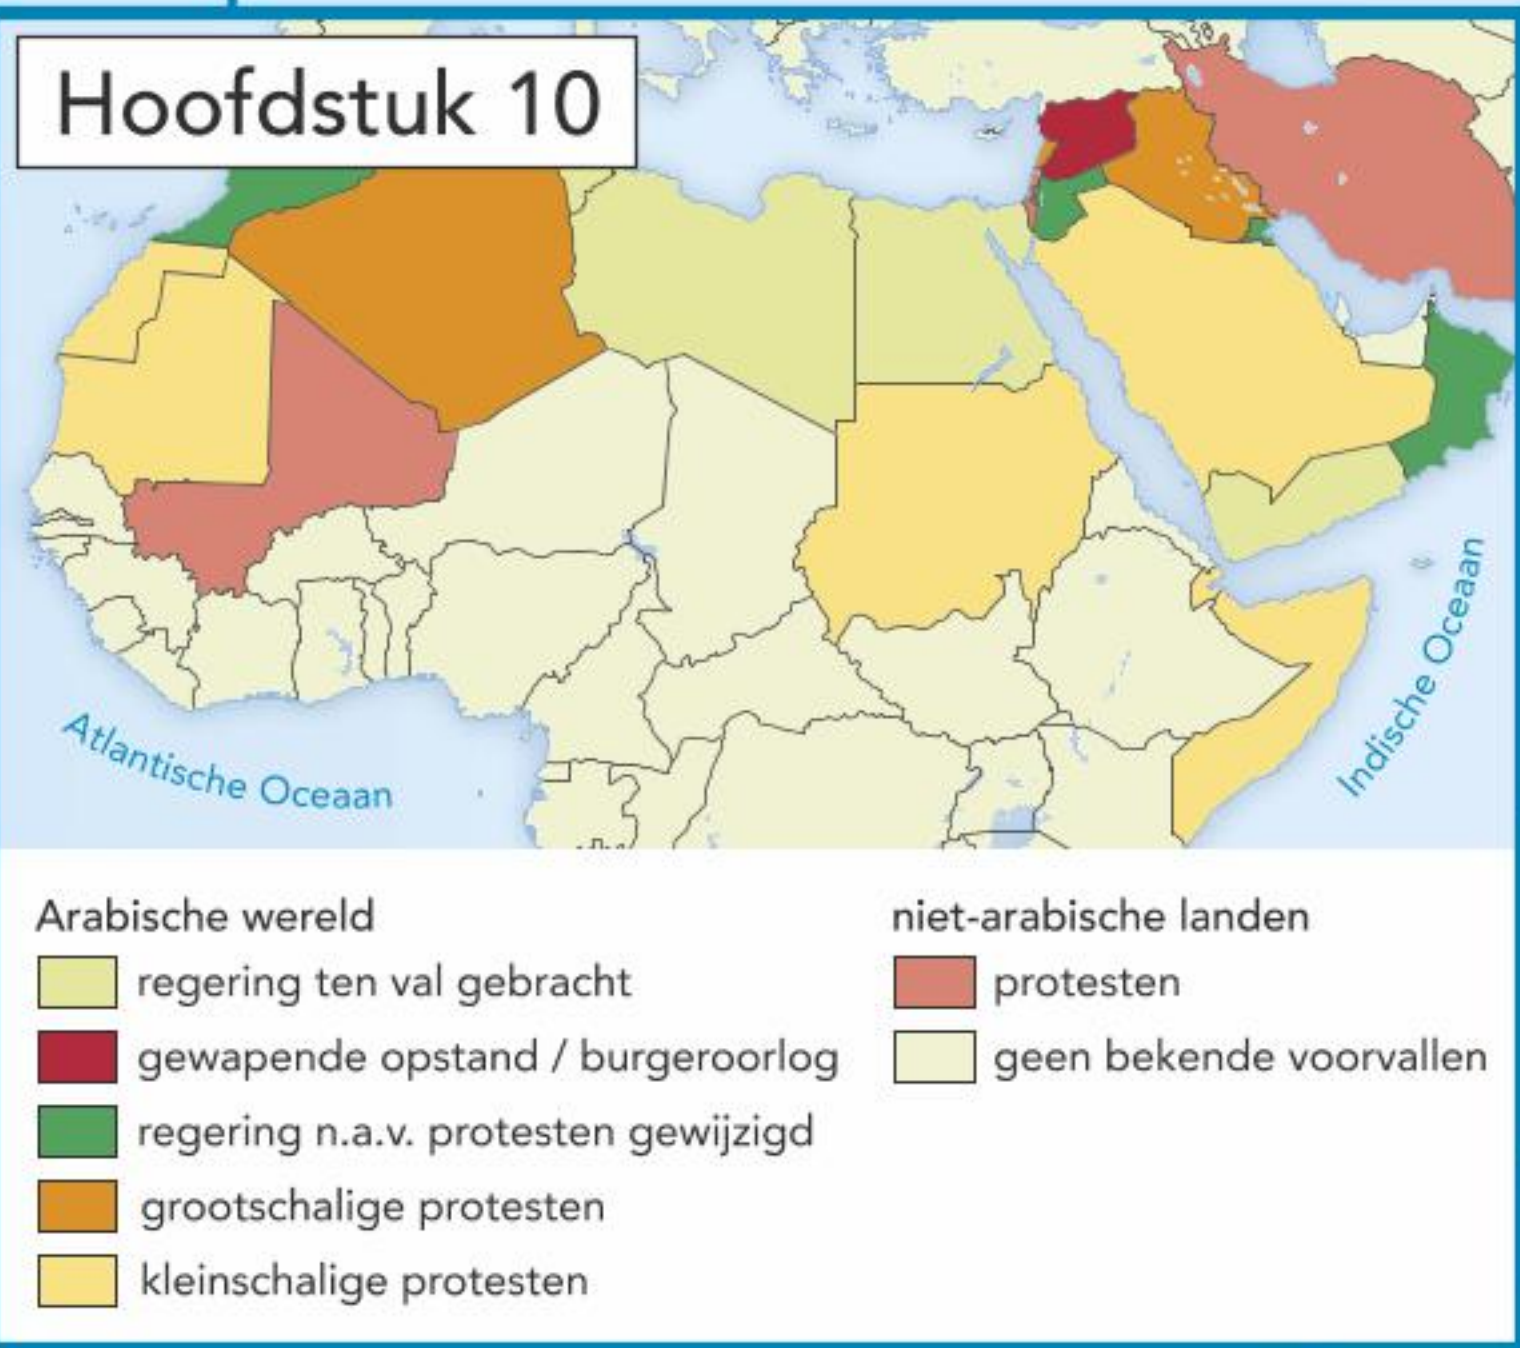 Hoofdstuk 10
Atlantische Oceaan
Indische Oceaan
Arabische wereld
regering ten val gebracht
gewapende opstand / burgeroorlog
regering n.a.v. protesten gewijzigd
grootschalige protesten
kleinschalige protesten
niet-arabische landen
protesten
geen bekende voorvallen